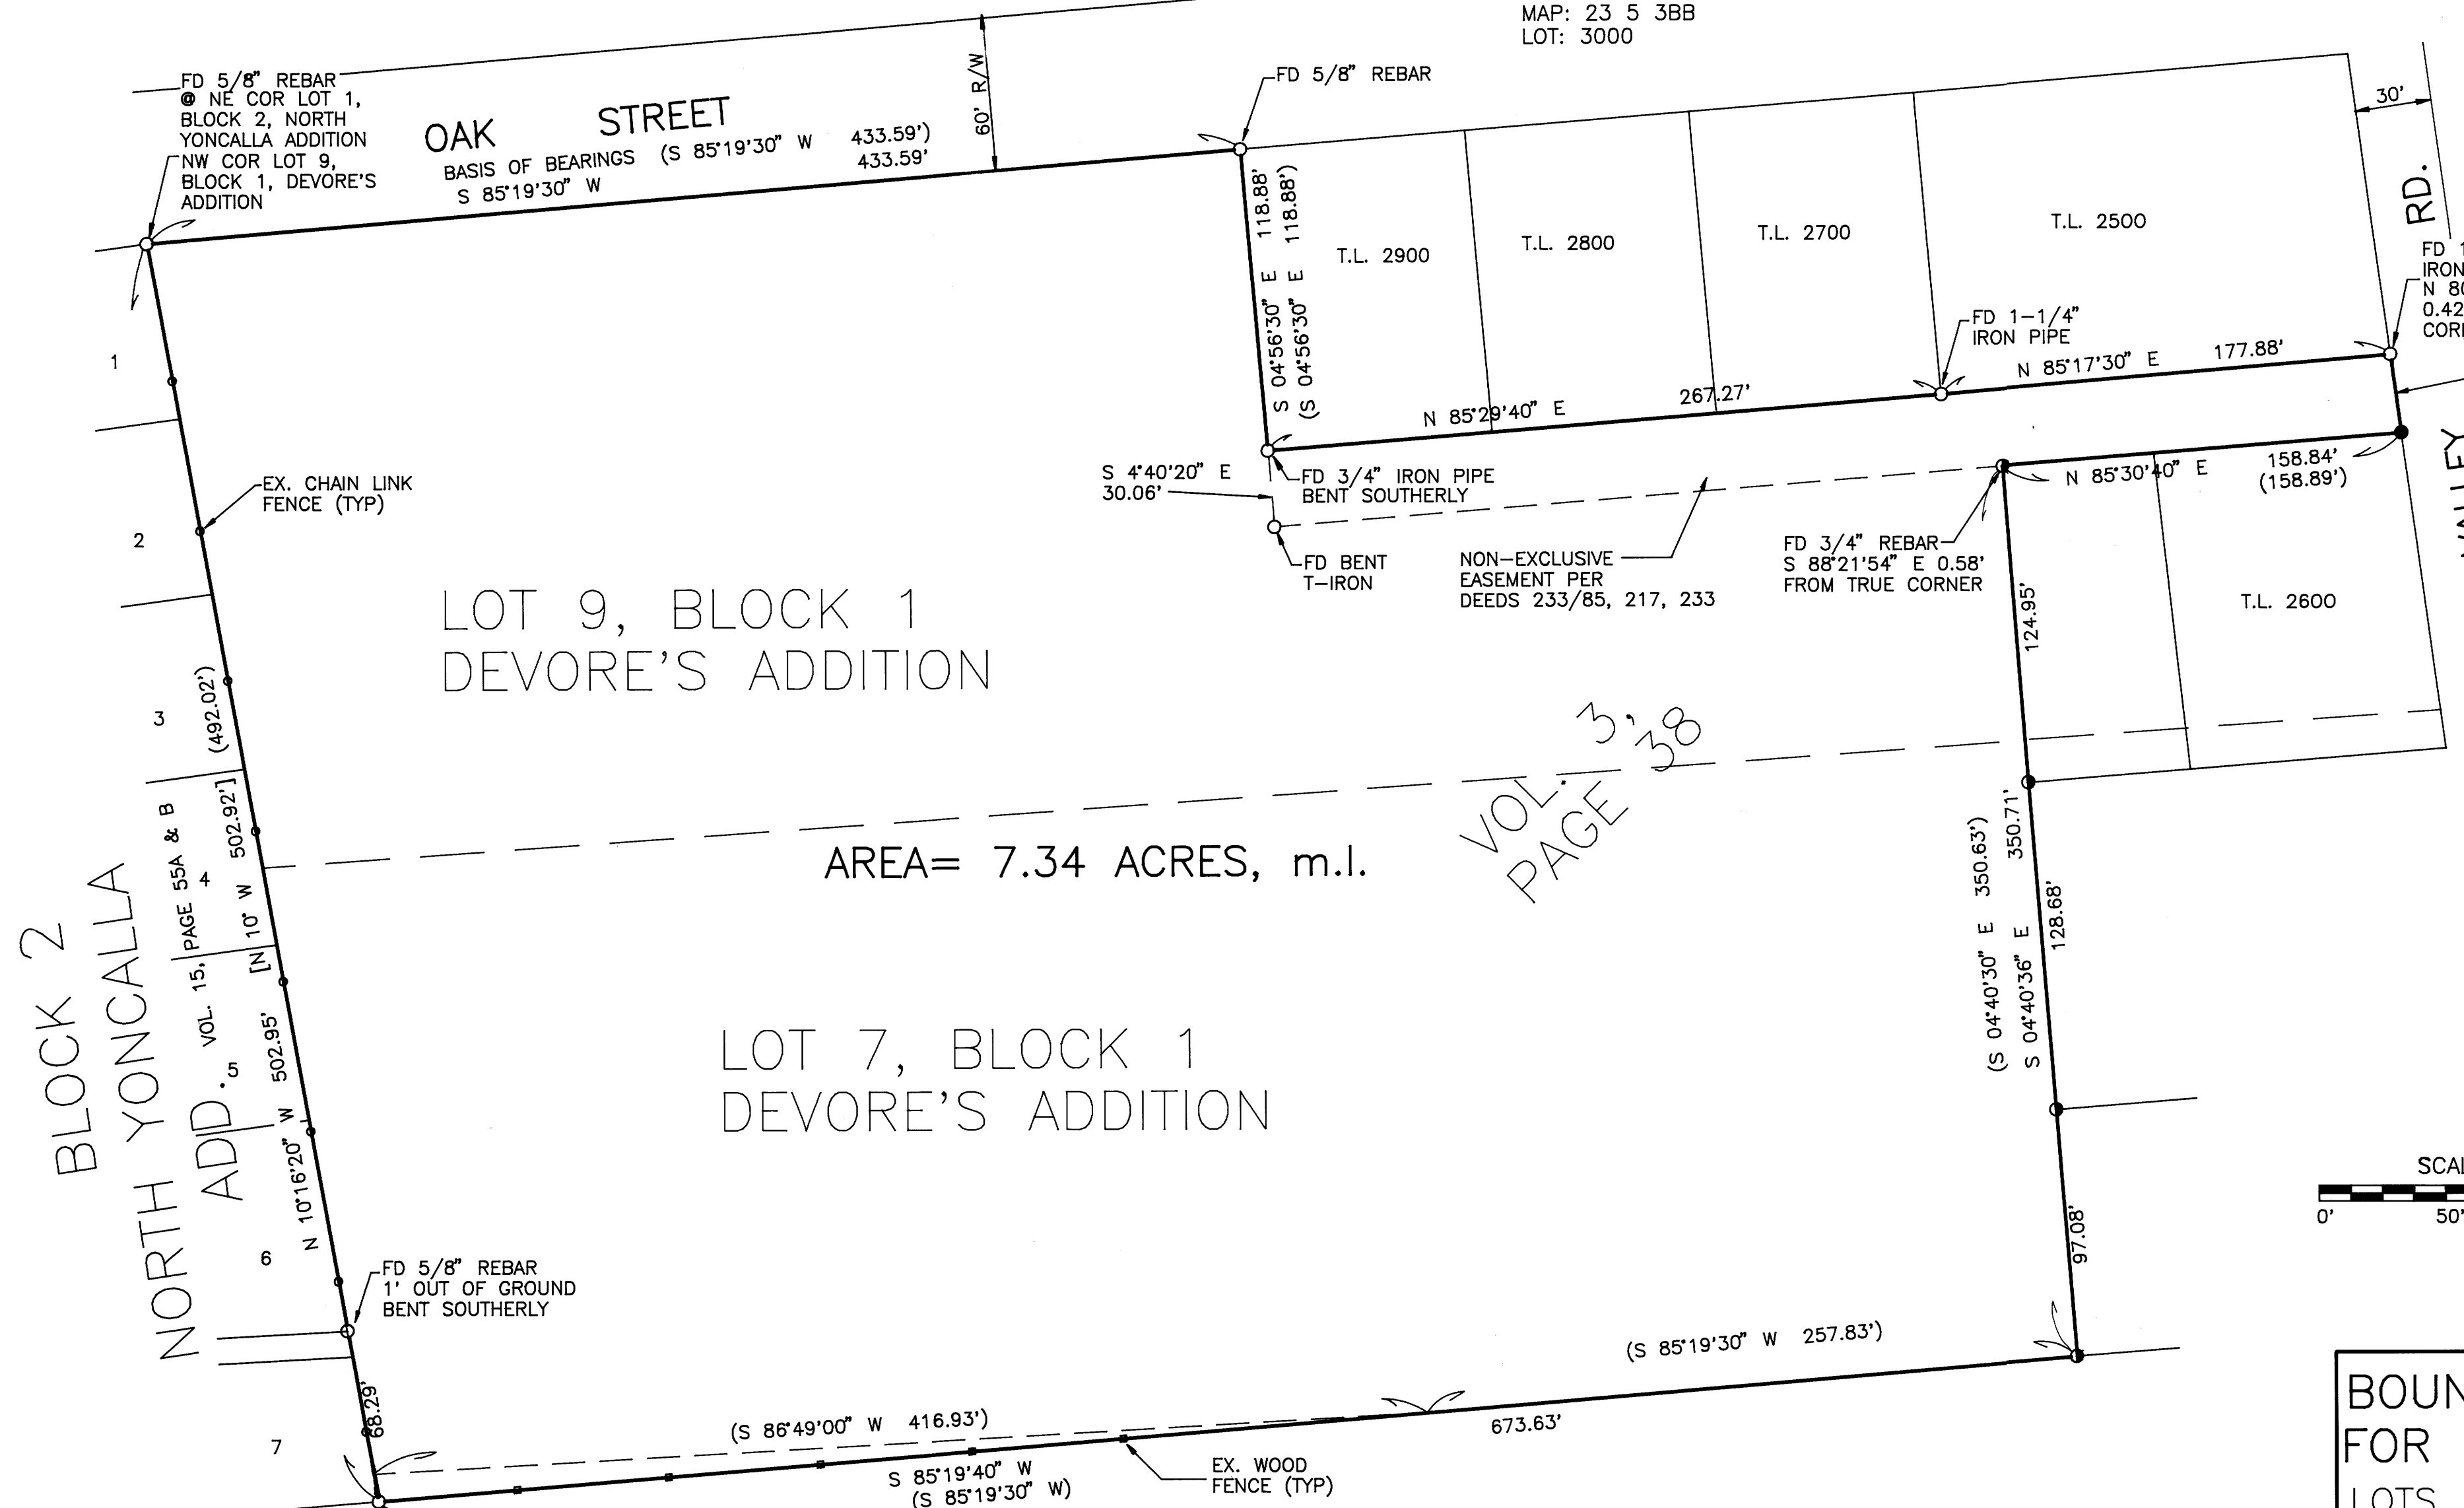 MAP: 23 5 3BB
LOT: 3000
FD 5/8" REBAR
@ NE COR LOT 1,
BLOCK 2, NORTH
YONCALLA ADDITION
NW COR LOT 9,
BLOCK 1, DEVORE'S
ADDITION
OAK STREET
BASIS OF BEARINGS (S 85°19'30" W 433.59')
S 85°19'30" W 433.59'
60' R/W
FD 5/8" REBAR
30'
RD.
VALLEY
S 04°56'30" E 118.88'
(S 04°56'30" E 118.88')
T.L. 2900
T.L. 2800
T.L. 2700
T.L. 2500
FD 1-1/4"
IRON PIPE
IRON
0.42
N 85°17'30" E 177.88'
N 85°29'40" E 267.27'
S 4°40'20" E
30.06'
FD 3/4" IRON PIPE
BENT SOUTHERLY
N 85°30'40" E 158.84'
(158.89')
FD BENT
T-IRON
NON-EXCLUSIVE
EASEMENT PER
DEEDS 233/85, 217, 233
FD 3/4" REBAR
S 88°21'54" E 0.58'
FROM TRUE CORNER
T.L. 2600
124.95'
1
2
3
4
5
6
7
EX. CHAIN LINK
FENCE (TYP)
LOT 9, BLOCK 1
DEVORE'S ADDITION
(492.02')
[N 10° W 502.92']
N 10°16'20" W 502.95'
VOL. 3,
PAGE 38
AREA= 7.34 ACRES, m.l.
BLOCK 2
NORTH YONCALLA
ADD.
VOL. 15, PAGE 55A & B
(S 04°40'30" E 350.63')
S 04°40'36" E 350.71'
128.68'
97.08'
LOT 7, BLOCK 1
DEVORE'S ADDITION
0' 50'
FD 5/8" REBAR
1' OUT OF GROUND
BENT SOUTHERLY
68.29'
(S 85°19'30" W 257.83')
(S 86°49'00" W 416.93')
673.63'
S 85°19'40" W
(S 85°19'30" W)
EX. WOOD
FENCE (TYP)
FOR
LOTS